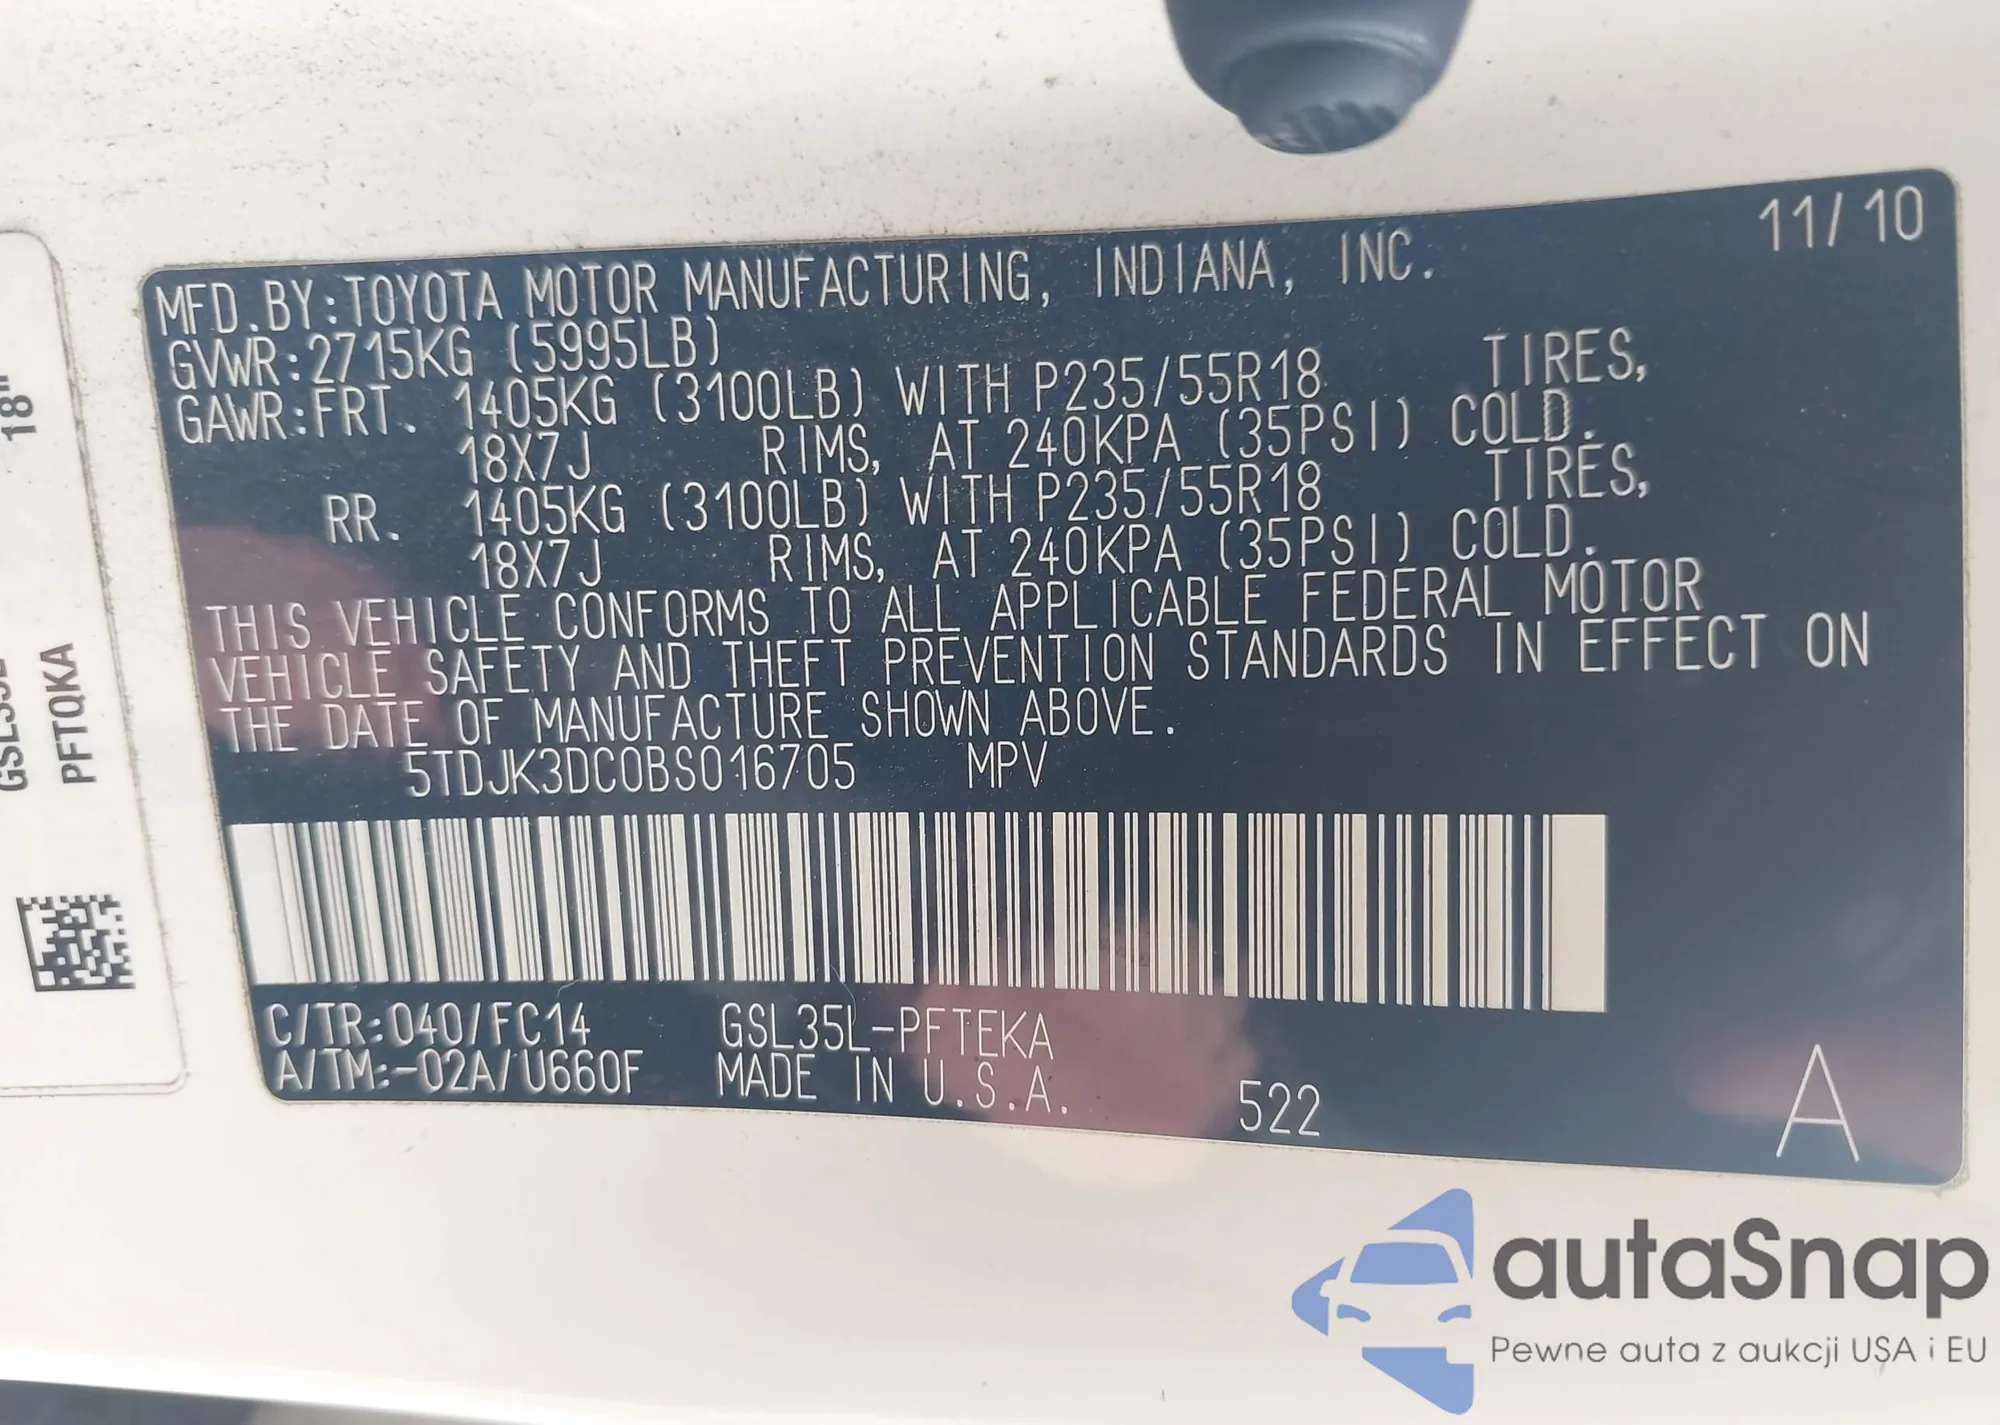 11/10
MFD.BY:TOYOTA MOTOR MANUFACTURING, INDIANA, INC.
GVWR:2715KG (5995LB)
GAWR:FRT. 1405KG (3100LB) WITH P235/55R18 TIRES,
18X7J RIMS, AT 240KPA (35PSI) COLD.
RR. 1405KG (3100LB) WITH P235/55R18 TIRES,
18X7J RIMS, AT 240KPA (35PSI) COLD.
THIS VEHICLE CONFORMS TO ALL APPLICABLE FEDERAL MOTOR
VEHICLE SAFETY AND THEFT PREVENTION STANDARDS IN EFFECT ON
THE DATE OF MANUFACTURE SHOWN ABOVE.
5TDJK3DC0BS016705 MPV
C/TR:040/FC14 GSL35L-PFTEKA
A/TM:-02A/U660F MADE IN U.S.A.
522
A
18"
PFTQKA
autaSnap
Pewne auta z aukcji USA i EU